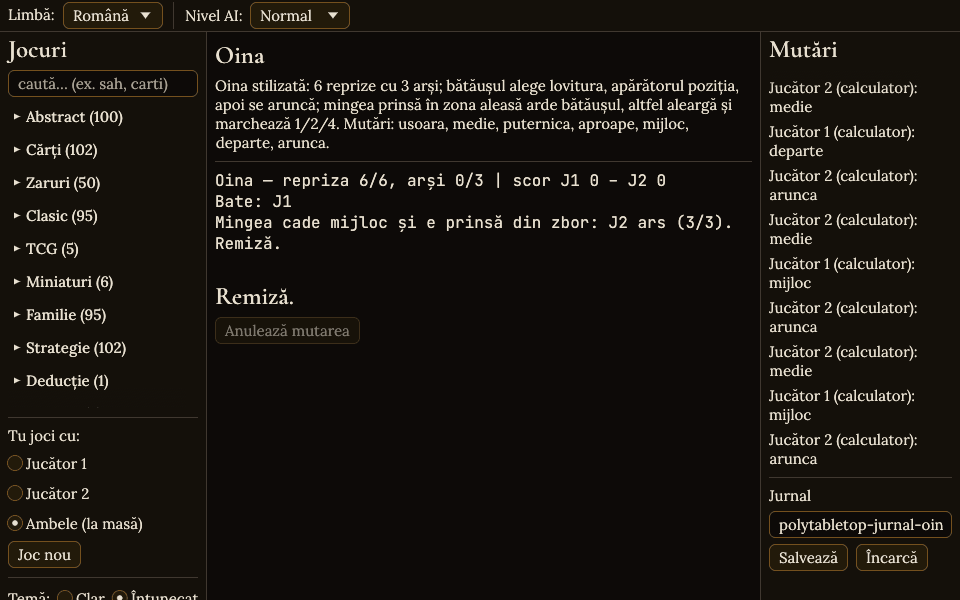 Limbă: Română ▼ Nivel AI: Normal ▼
Jocuri
caută... (ex. sah, carti)
▸ Abstract (100)
▸ Cărți (102)
▸ Zaruri (50)
▸ Clasic (95)
▸ TCG (5)
▸ Miniaturi (6)
▸ Familie (95)
▸ Strategie (102)
▸ Deducție (1)
Tu joci cu:
Jucător 1
Jucător 2
Ambele (la masă)
Joc nou
Temă: Clar Întunecat
Oina
Oina stilizată: 6 reprize cu 3 arși; bătăușul alege lovitura, apărătorul poziția,
apoi se aruncă; mingea prinsă în zona aleasă arde bătăușul, altfel aleargă și
marchează 1/2/4. Mutări: usoara, medie, puternica, aproape, mijloc,
departe, arunca.
Oina — repriza 6/6, arși 0/3 | scor J1 0 – J2 0
Bate: J1
Mingea cade mijloc și e prinsă din zbor: J2 ars (3/3).
Remiză.
Remiză.
Anulează mutarea
Mutări
Jucător 2 (calculator):
medie
Jucător 1 (calculator):
departe
Jucător 2 (calculator):
arunca
Jucător 2 (calculator):
medie
Jucător 1 (calculator):
mijloc
Jucător 2 (calculator):
arunca
Jucător 2 (calculator):
medie
Jucător 1 (calculator):
mijloc
Jucător 2 (calculator):
arunca
Jurnal
polytabletop-jurnal-oin
Salvează Încarcă